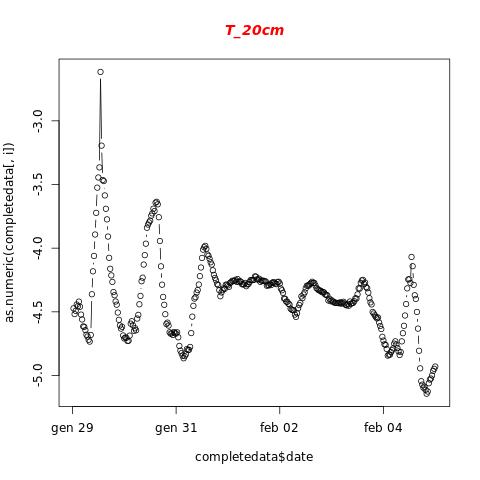 T_20cm
as.numeric(completedata[, i])
-3.0
-3.5
-4.0
-4.5
-5.0
gen 29 gen 31 feb 02 feb 04
completedata$date